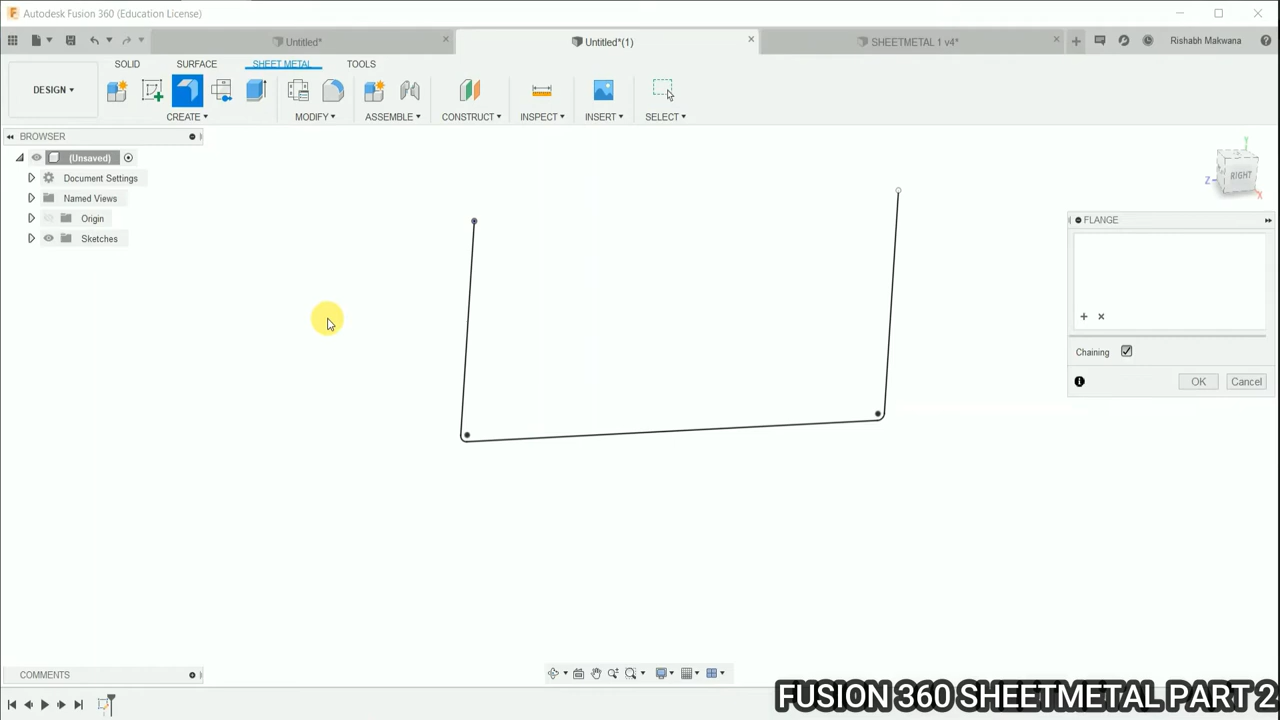 Autodesk Fusion 360 (Education License)
Untitled*
Untitled*(1)
SHEETMETAL 1 v4*
Rishabh Makwana
DESIGN
SOLID
SURFACE
SHEET METAL
TOOLS
CREATE
MODIFY
ASSEMBLE
CONSTRUCT
INSPECT
INSERT
SELECT
BROWSER
(Unsaved)
Document Settings
Named Views
Origin
Sketches
Y
RIGHT
Z
X
FLANGE
Chaining
OK
Cancel
COMMENTS
FUSION 360 SHEETMETAL PART 2